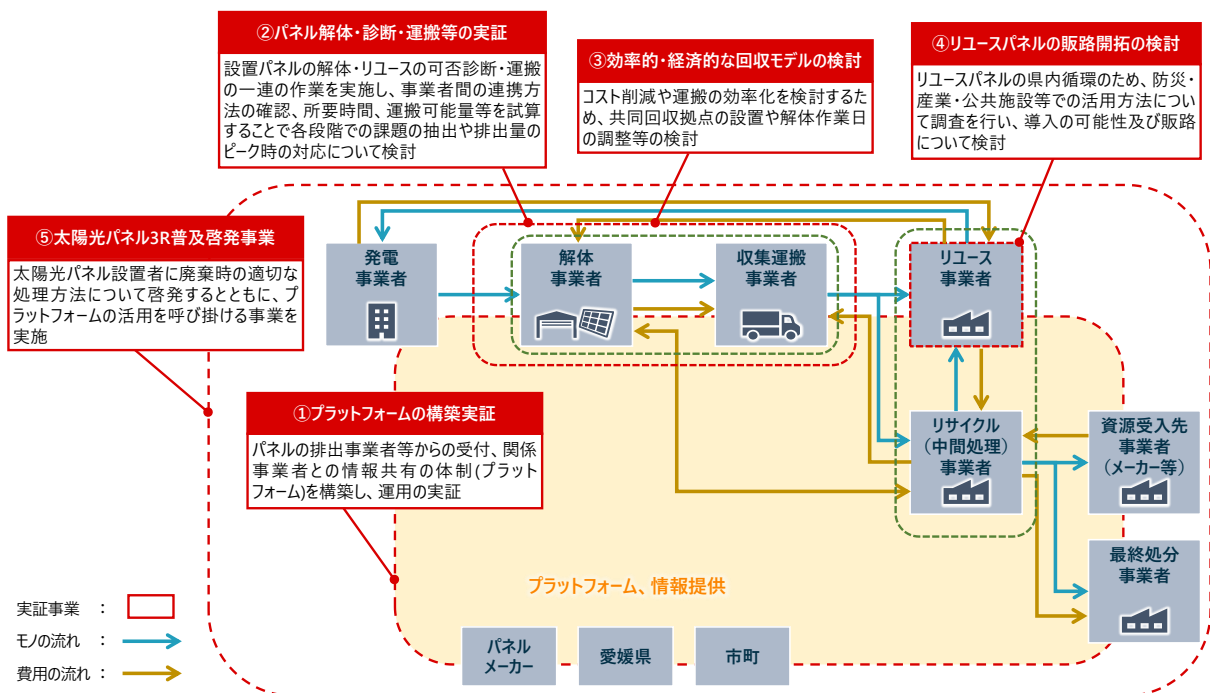 ②パネル解体・診断・運搬等の実証
設置パネルの解体・リユースの可否診断・運搬
の一連の作業を実施し、事業者間の連携方
法の確認、所要時間、運搬可能量等を試算
することで各段階での課題の抽出や排出量の
ピーク時の対応について検討
③効率的・経済的な回収モデルの検討
コスト削減や運搬の効率化を検討するた
め、共同回収拠点の設置や解体作業日
の調整等の検討
④リユースパネルの販路開拓の検討
リユースパネルの県内循環のため、防災・
産業・公共施設等での活用方法につい
て調査を行い、導入の可能性及び販路
について検討
⑤太陽光パネル3R普及啓発事業
太陽光パネル設置者に廃棄時の適切な
処理方法について啓発するとともに、プ
ラットフォームの活用を呼び掛ける事業を
実施
発電
事業者
解体
事業者
収集運搬
事業者
リユース
事業者
①プラットフォームの構築実証
パネルの排出事業者等からの受付、関係
事業者との情報共有の体制(プラット
フォーム)を構築し、運用の実証
リサイクル
（中間処理）
事業者
資源受入先
事業者
（メーカー等）
最終処分
事業者
プラットフォーム、情報提供
パネル
メーカー
愛媛県
市町
実証事業 ：
モノの流れ ：
費用の流れ ：